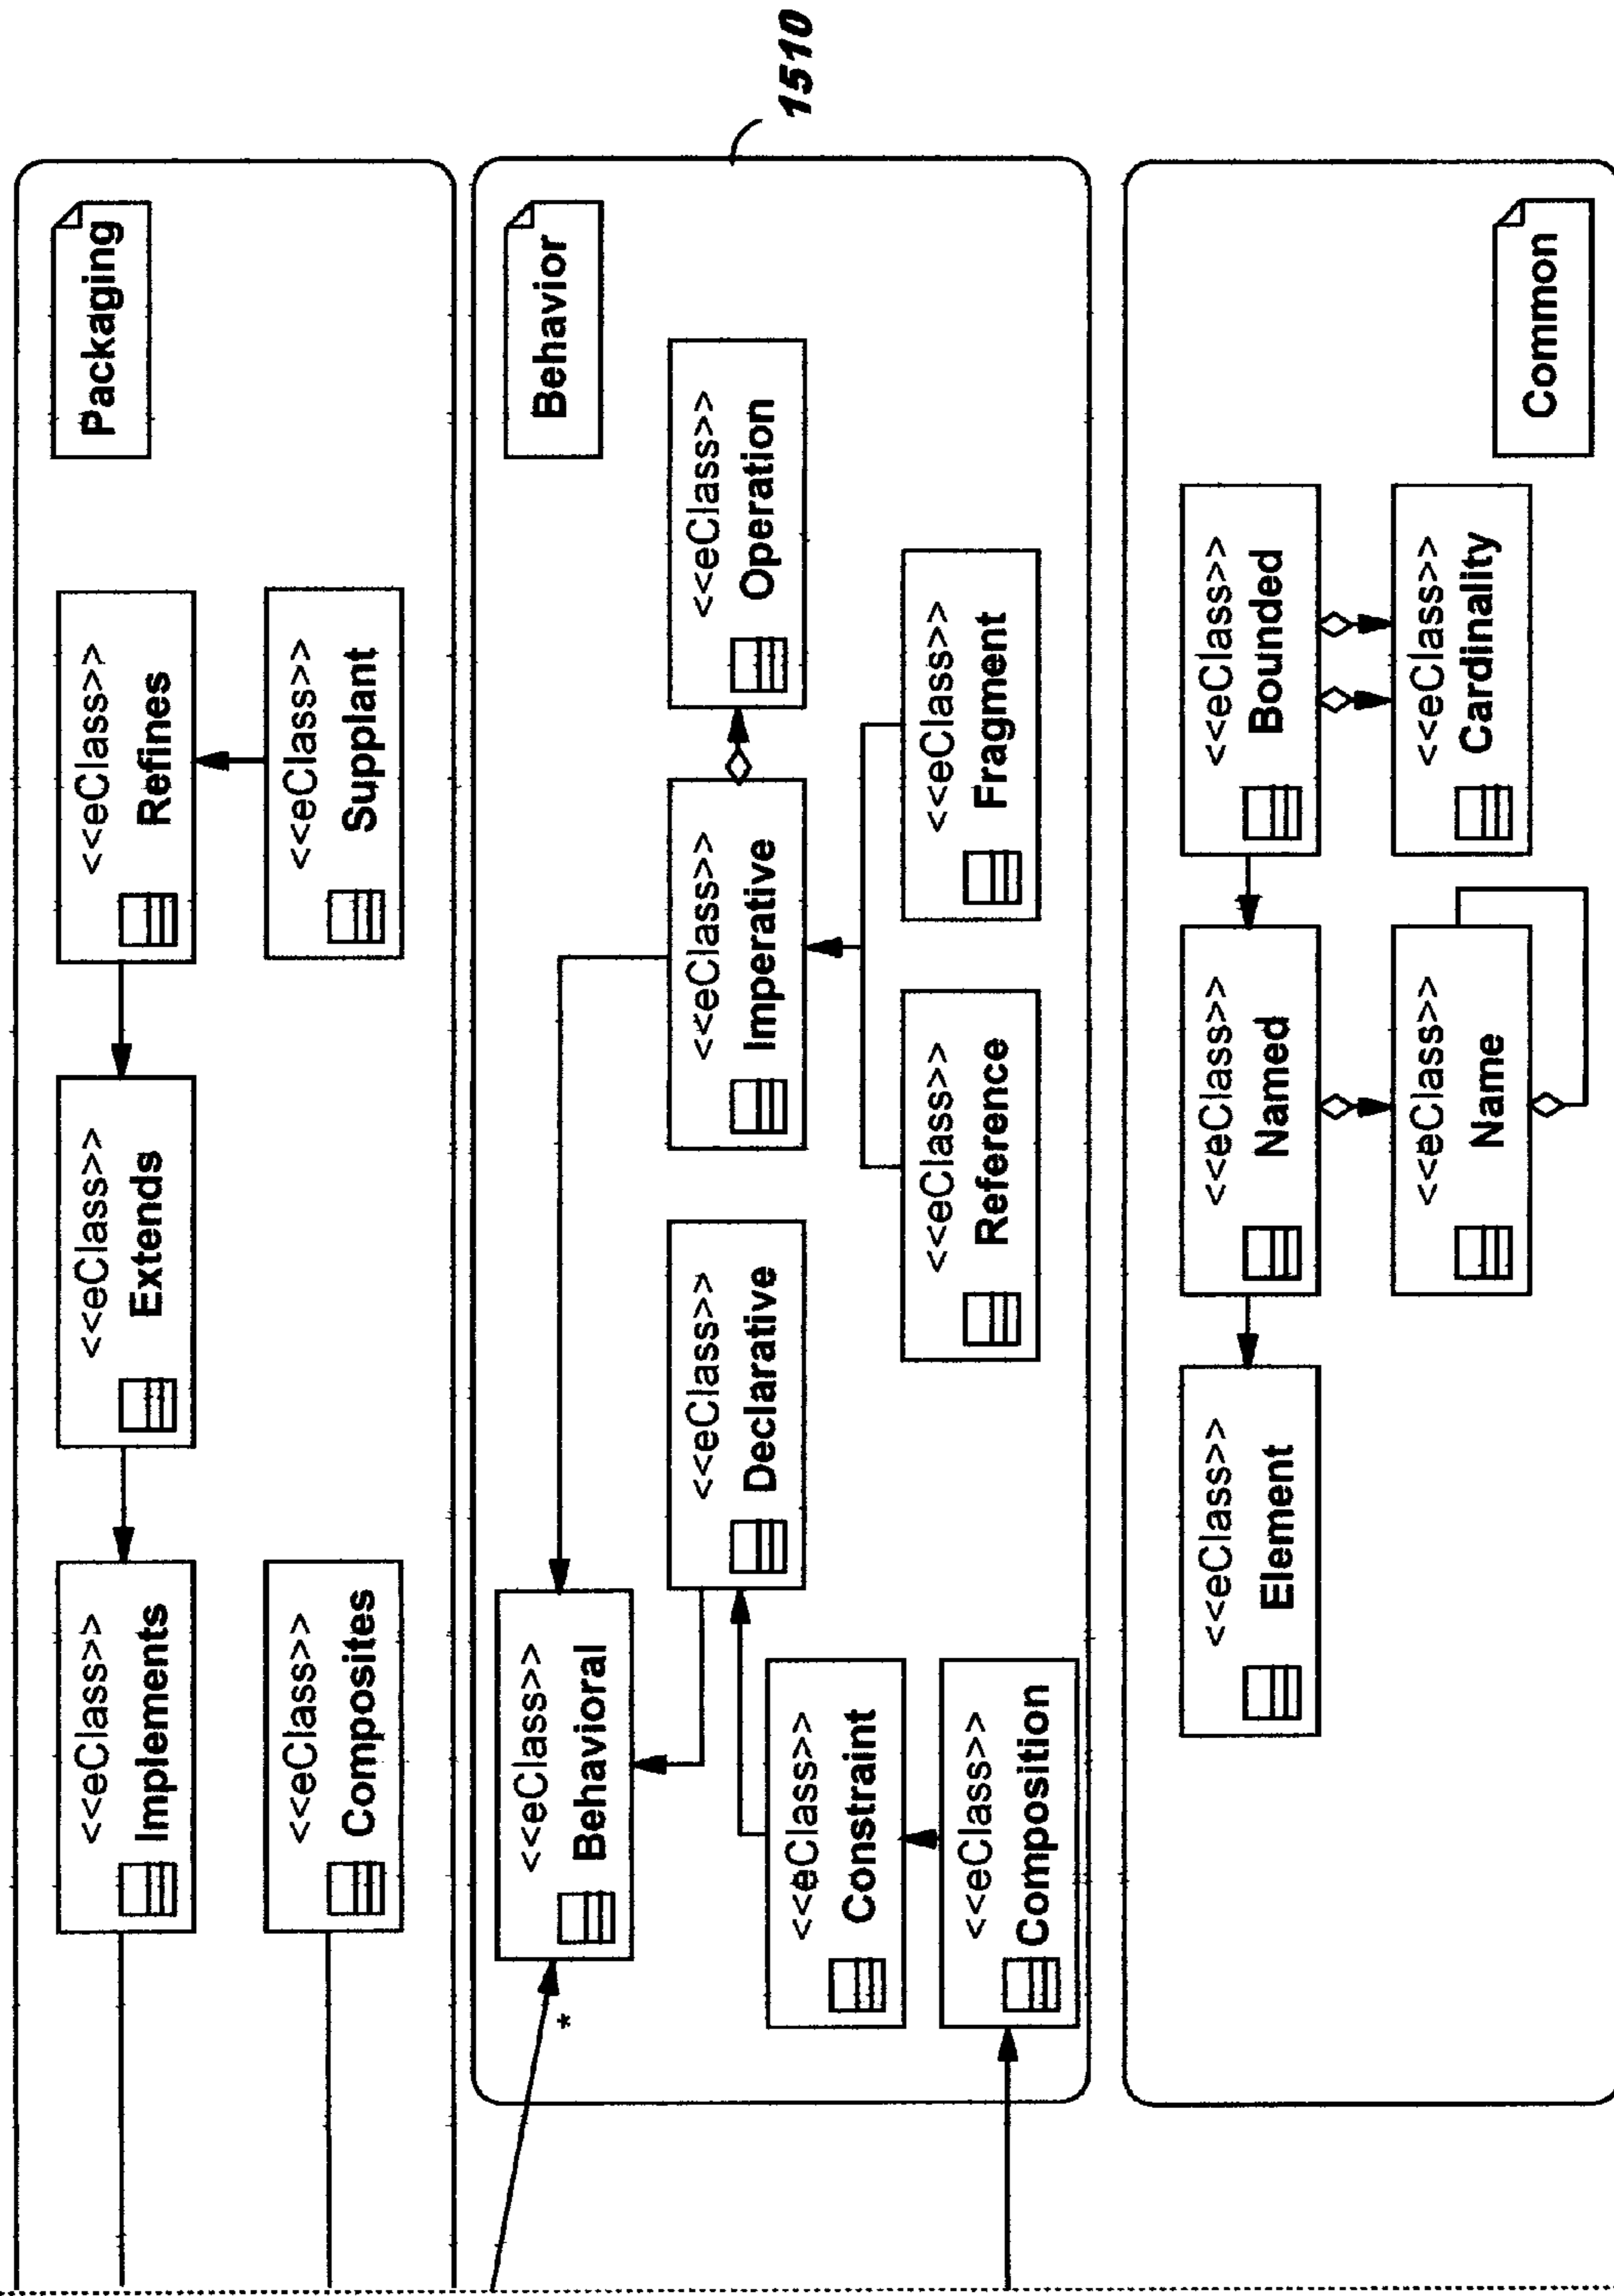 Packaging
<<eClass>>
Implements
<<eClass>>
Extends
<<eClass>>
Refines
<<eClass>>
Composites
<<eClass>>
Supplant
Behavior
<<eClass>>
Behavioral
*
<<eClass>>
Declarative
<<eClass>>
Imperative
<<eClass>>
Operation
<<eClass>>
Constraint
<<eClass>>
Reference
<<eClass>>
Fragment
<<eClass>>
Composition
1510
<<eClass>>
Element
<<eClass>>
Named
<<eClass>>
Bounded
<<eClass>>
Name
<<eClass>>
Cardinality
Common